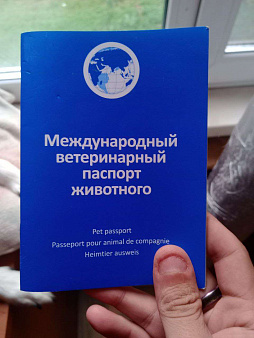 Международный
ветеринарный
паспорт
животного
Pet passport
Passeport pour animal de compagnie
Heimtier ausweis